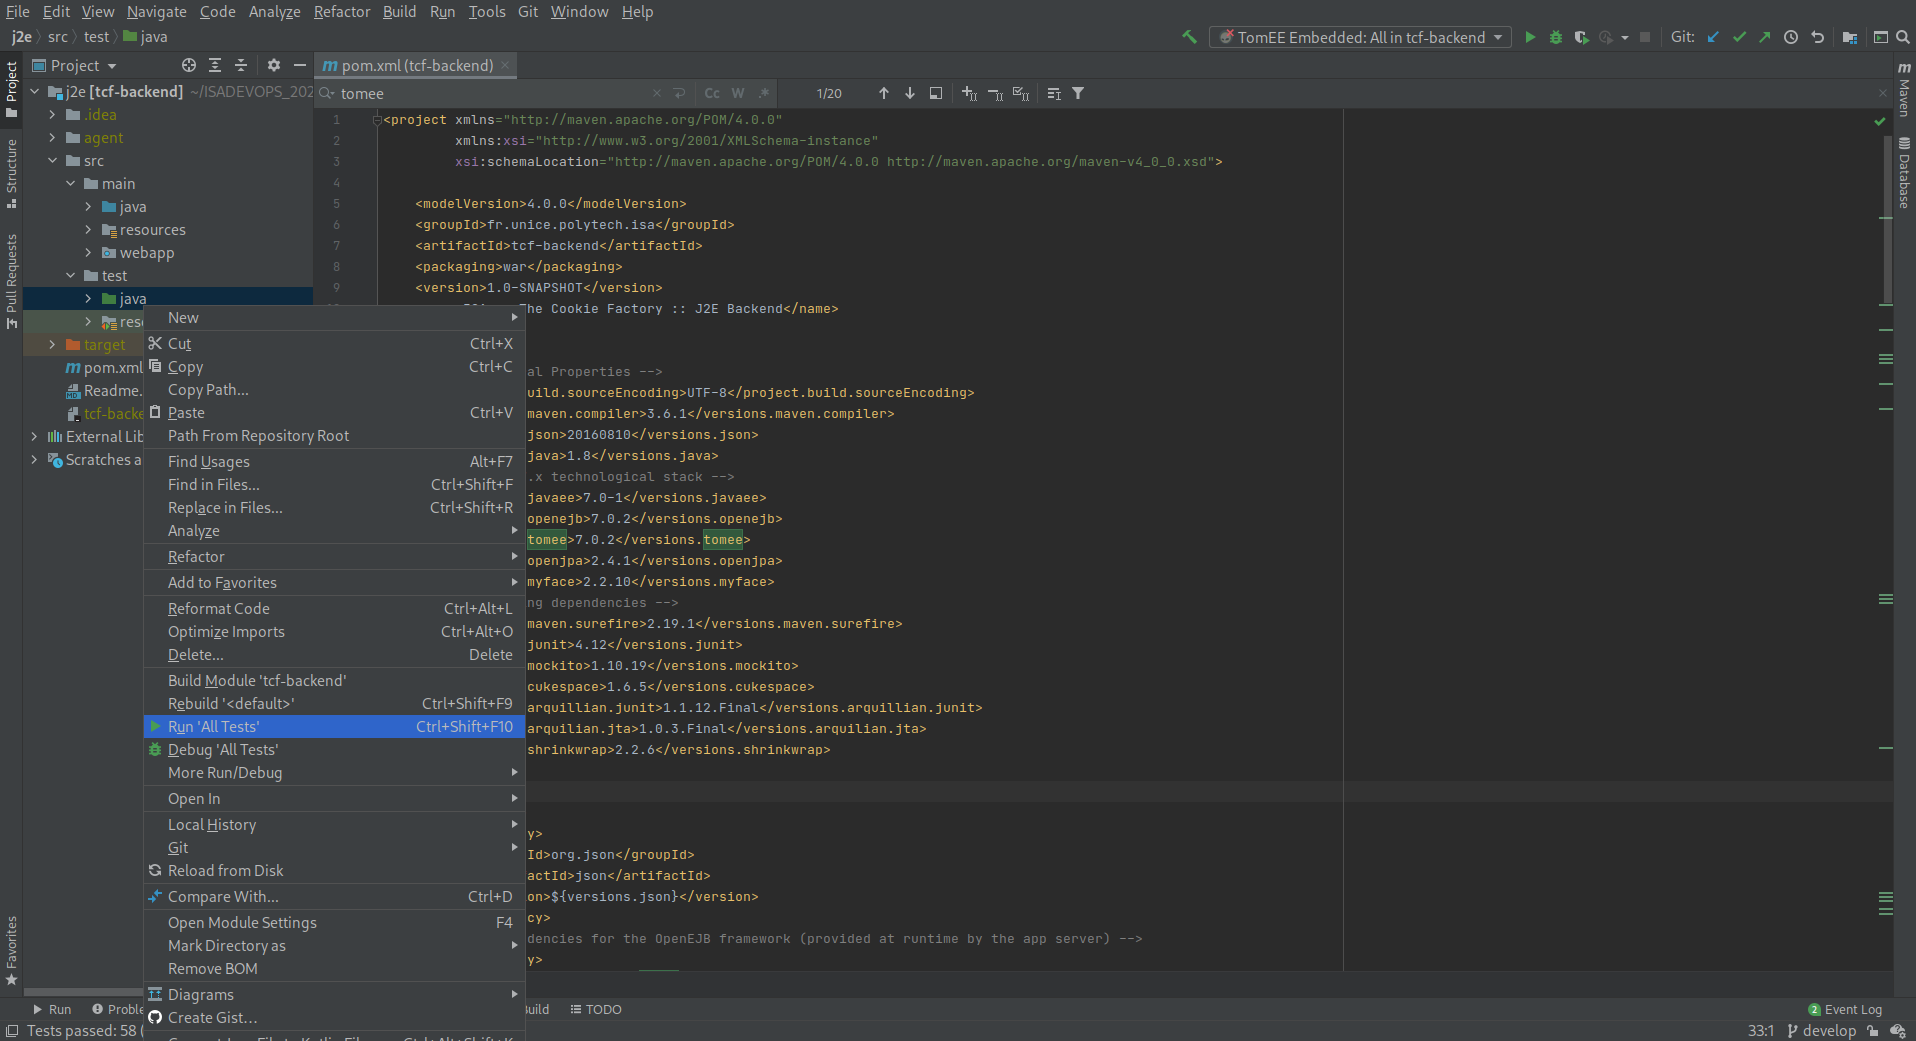 File Edit View Navigate Code Analyze Refactor Build Run Tools Git Window Help
j2e src test java
TomEE Embedded: All in tcf-backend
Git:
Project
pom.xml (tcf-backend)
j2e [tcf-backend] ~/ISADEVOPS_202
tomee
Cc W .*
1/20
.idea
agent
src
main
java
resources
webapp
test
java
res
target
pom.xml
Readme.
tcf-backe
External Lib
Scratches a
Project
Structure
Pull Requests
Favorites
Maven
Database
1 <project xmlns="http://maven.apache.org/POM/4.0.0"
2 xmlns:xsi="http://www.w3.org/2001/XMLSchema-instance"
3 xsi:schemaLocation="http://maven.apache.org/POM/4.0.0 http://maven.apache.org/maven-v4_0_0.xsd">
4
5 <modelVersion>4.0.0</modelVersion>
6 <groupId>fr.unice.polytech.isa</groupId>
7 <artifactId>tcf-backend</artifactId>
8 <packaging>war</packaging>
9 <version>1.0-SNAPSHOT</version>
he Cookie Factory :: J2E Backend</name>
al Properties -->
uild.sourceEncoding>UTF-8</project.build.sourceEncoding>
maven.compiler>3.6.1</versions.maven.compiler>
json>20160810</versions.json>
java>1.8</versions.java>
.x technological stack -->
javaee>7.0-1</versions.javaee>
openejb>7.0.2</versions.openejb>
tomee>7.0.2</versions.tomee>
openjpa>2.4.1</versions.openjpa>
myface>2.2.10</versions.myface>
ng dependencies -->
maven.surefire>2.19.1</versions.maven.surefire>
junit>4.12</versions.junit>
mockito>1.10.19</versions.mockito>
cukespace>1.6.5</versions.cukespace>
arquillian.junit>1.1.12.Final</versions.arquillian.junit>
arquilian.jta>1.0.3.Final</versions.arquilian.jta>
shrinkwrap>2.2.6</versions.shrinkwrap>
y>
Id>org.json</groupId>
actId>json</artifactId>
on>${versions.json}</version>
cy>
dencies for the OpenEJB framework (provided at runtime by the app server) -->
y>
New
Cut Ctrl+X
Copy Ctrl+C
Copy Path...
Paste Ctrl+V
Path From Repository Root
Find Usages Alt+F7
Find in Files... Ctrl+Shift+F
Replace in Files... Ctrl+Shift+R
Analyze
Refactor
Add to Favorites
Reformat Code Ctrl+Alt+L
Optimize Imports Ctrl+Alt+O
Delete... Delete
Build Module 'tcf-backend'
Rebuild '<default>' Ctrl+Shift+F9
Run 'All Tests' Ctrl+Shift+F10
Debug 'All Tests'
More Run/Debug
Open In
Local History
Git
Reload from Disk
Compare With... Ctrl+D
Open Module Settings F4
Mark Directory as
Remove BOM
Diagrams
Create Gist...
Run Proble uild TODO
2 Event Log
Tests passed: 58 (
33:1 develop